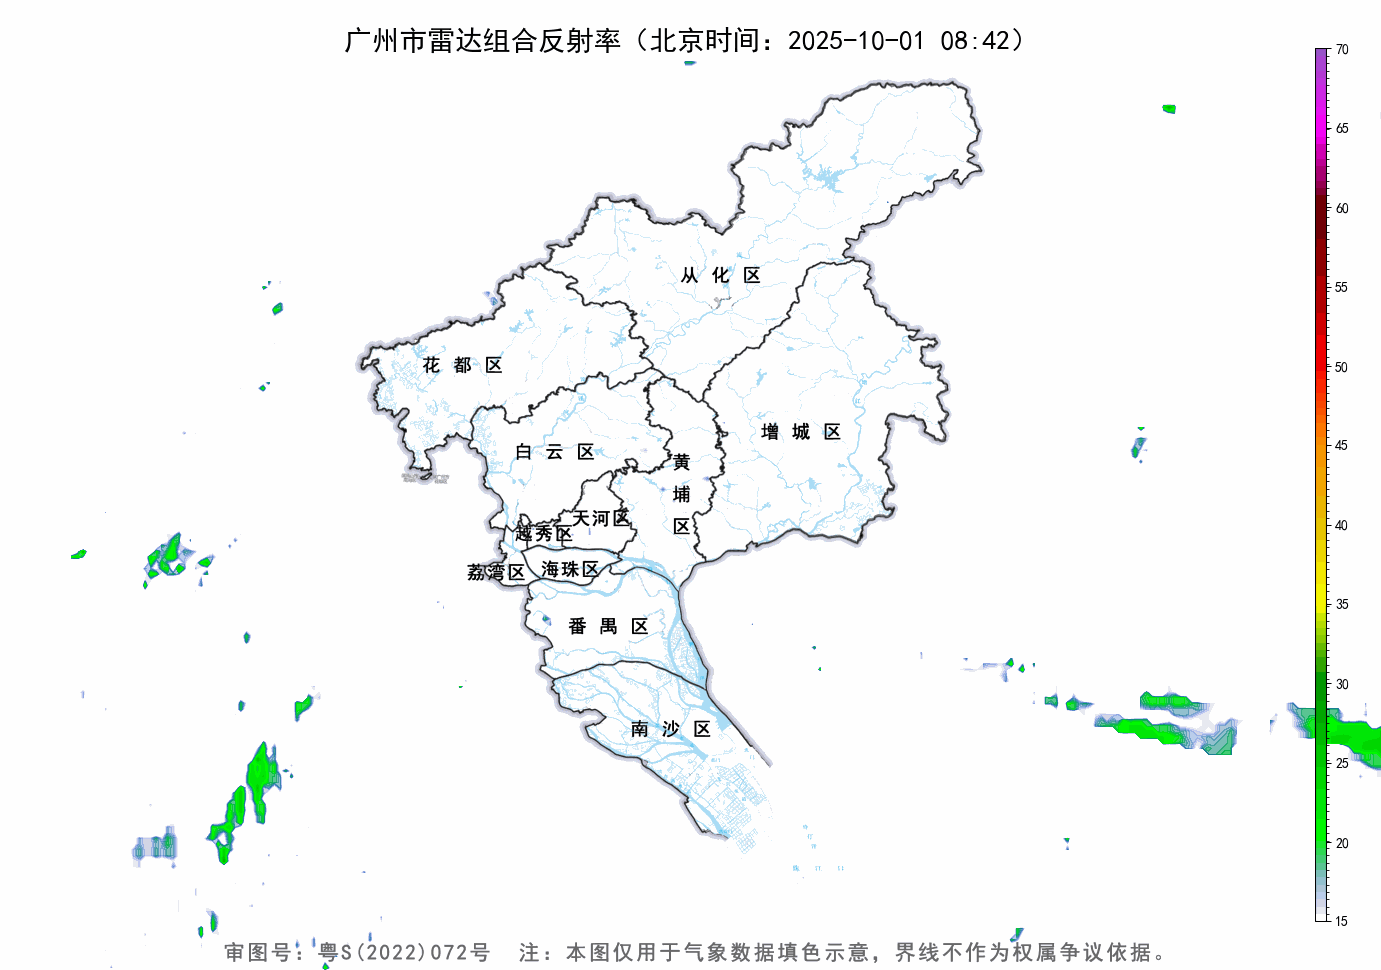 广州市雷达组合反射率（北京时间：2025-10-01 08:42）
70
65
60
55
50
45
40
35
30
25
20
15
从化区
花都区
增城区
白云区
黄埔区
天河区
越秀区
荔湾区
海珠区
番禺区
南沙区
审图号：粤S(2022)072号 注：本图仅用于气象数据填色示意，界线不作为权属争议依据。